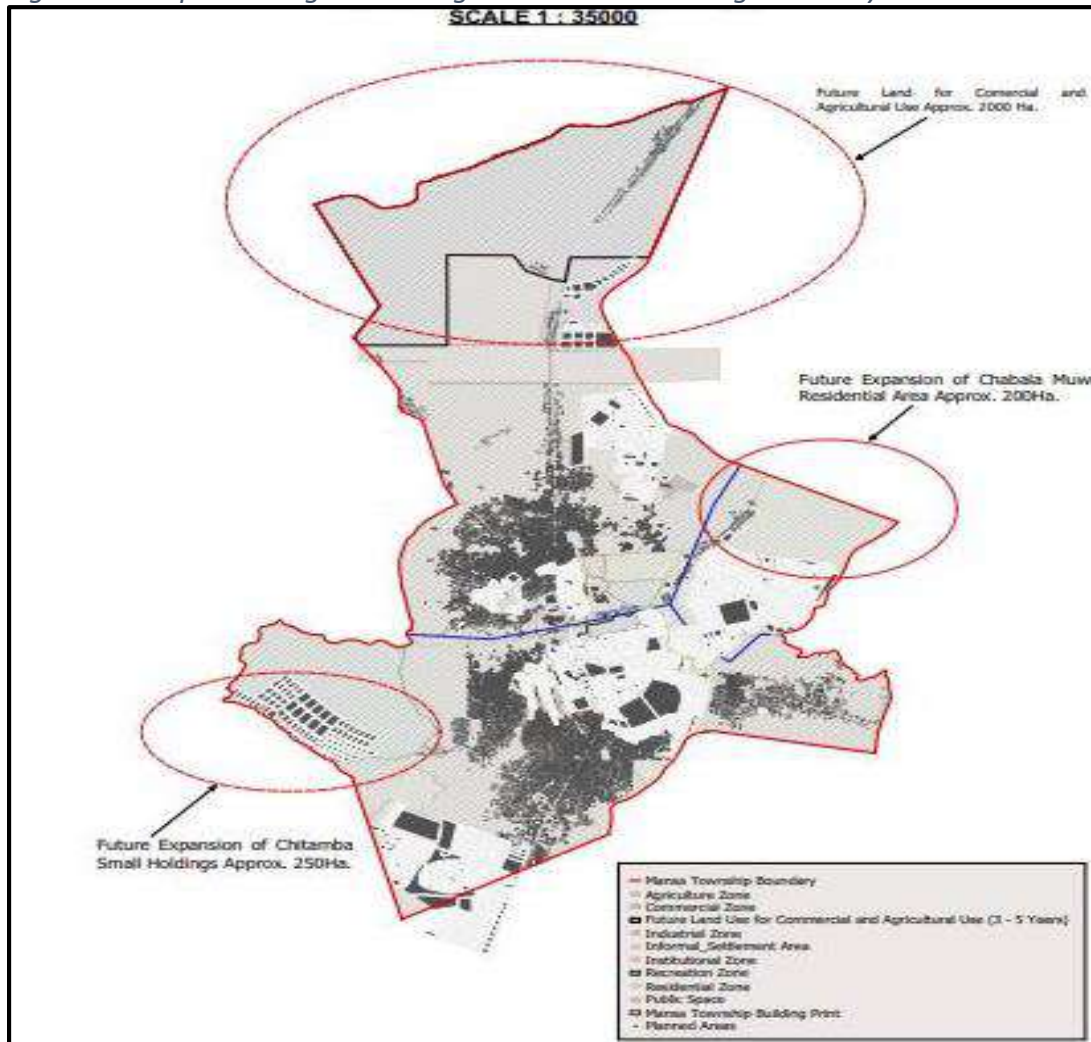 SCALE 1 : 35000
Future Land for Comercial and
Agricultural Use Approx. 2000 Ha.
Future Expansion of Chabala Muw
Residential Area Approx. 200Ha.
Future Expansion of Chitamba
Small Holdings Approx. 250Ha.
Mansa Township Boundary
Agriculture Zone
Commercial Zone
Future Land Use for Commercial and Agricultural Use (3 - 5 Years)
Industrial Zone
Informal_Settlement Area
Institutional Zone
Recreation Zone
Residential Zone
Public Space
Mansa Township Building Print
Planned Areas